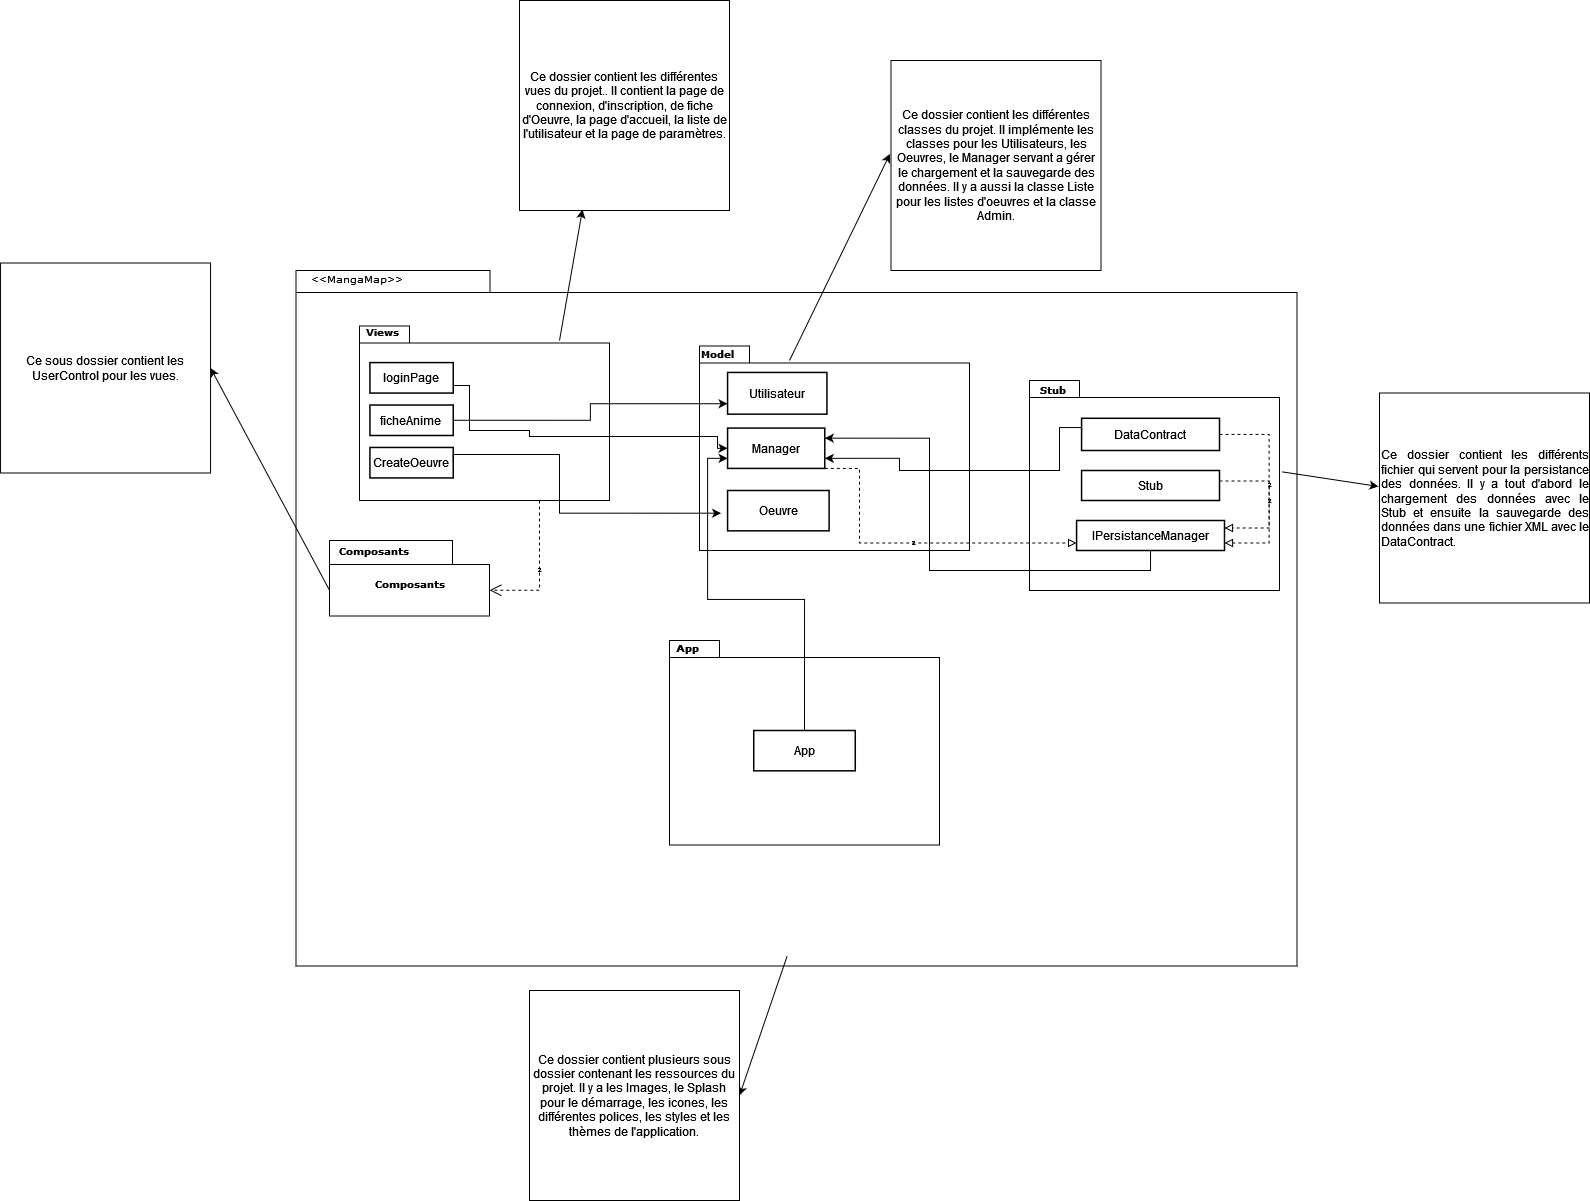 Ce dossier contient les différentes
vues du projet.. Il contient la page de
connexion, d'inscription, de fiche
d'Oeuvre, la page d'accueil, la liste de
l'utilisateur et la page de paramètres.
Ce dossier contient les différentes
classes du projet. Il implémente les
classes pour les Utilisateurs, les
Oeuvres, le Manager servant a gérer
le chargement et la sauvegarde des
données. Il y a aussi la classe Liste
pour les listes d'oeuvres et la classe
Admin.
Ce sous dossier contient les
UserControl pour les vues.
<<MangaMap>>
Views
loginPage
ficheAnime
CreateOeuvre
Model
Utilisateur
Manager
Oeuvre
Stub
DataContract
Stub
IPersistanceManager
Ce dossier contient les différents
fichier qui servent pour la persistance
des données. Il y a tout d'abord le
chargement des données avec le
Stub et ensuite la sauvegarde des
données dans une fichier XML avec le
DataContract.
Composants
Composants
App
App
Ce dossier contient plusieurs sous
dossier contenant les ressources du
projet. Il y a les Images, le Splash
pour le démarrage, les icones, les
différentes polices, les styles et les
thèmes de l'application.